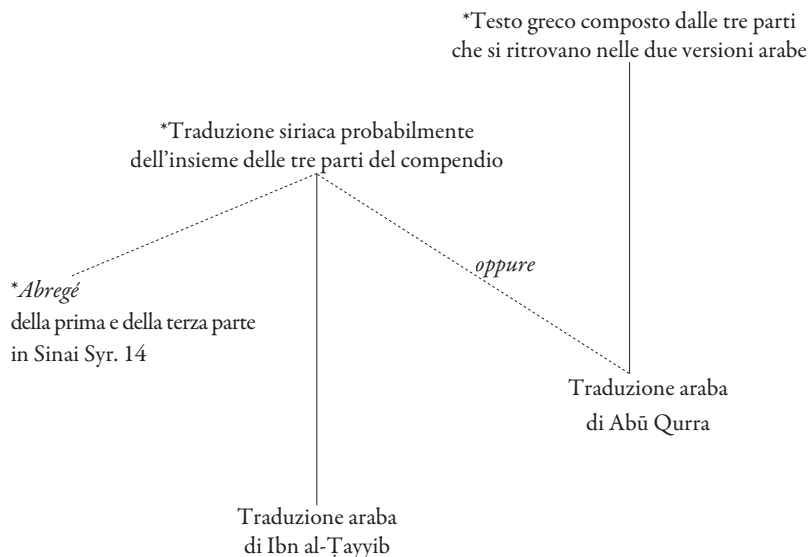 *Testo greco composto dalle tre parti
che si ritrovano nelle due versioni arabe
*Traduzione siriaca probabilmente
dell’insieme delle tre parti del compendio
oppure
*Abregé
della prima e della terza parte
in Sinai Syr. 14
Traduzione araba
di Abū Qurra
Traduzione araba
di Ibn al-Ṭayyib